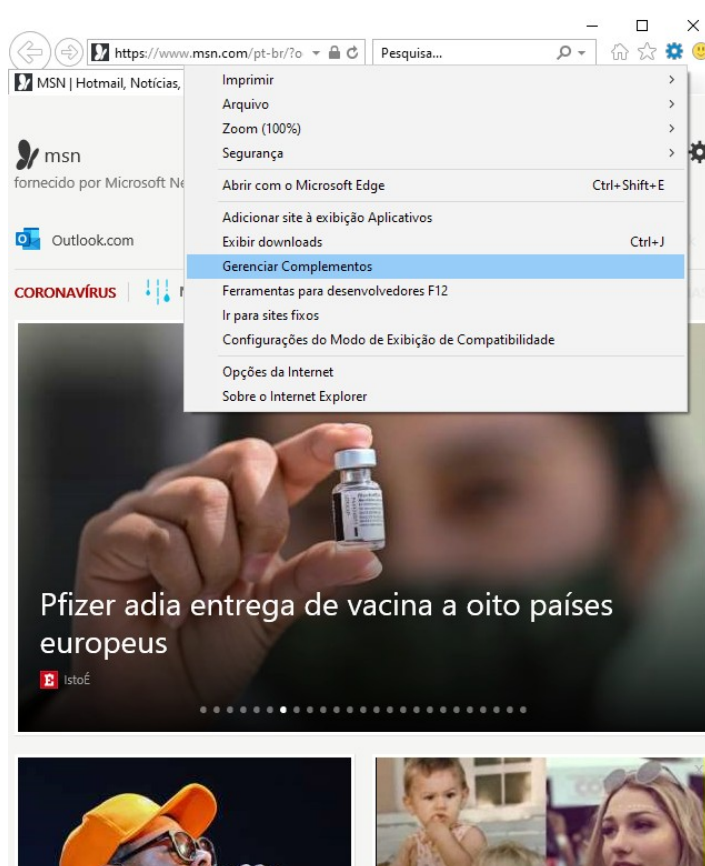 https://www.msn.com/pt-br/?o
Pesquisa...
MSN | Hotmail, Notícias,
Imprimir
Arquivo
Zoom (100%)
Segurança
Abrir com o Microsoft Edge Ctrl+Shift+E
Adicionar site à exibição Aplicativos
Exibir downloads Ctrl+J
Gerenciar Complementos
Ferramentas para desenvolvedores F12
Ir para sites fixos
Configurações do Modo de Exibição de Compatibilidade
Opções da Internet
Sobre o Internet Explorer
msn
fornecido por Microsoft Ne
Outlook.com
CORONAVÍRUS
Pfizer adia entrega de vacina a oito países
europeus
IstoÉ